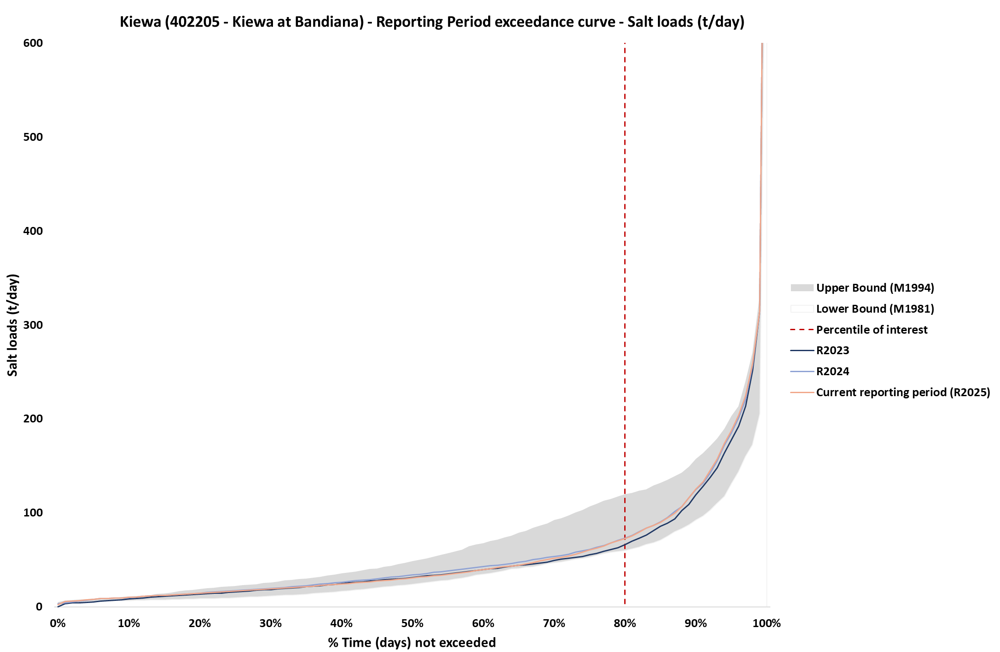 Kiewa (402205 - Kiewa at Bandiana) - Reporting Period exceedance curve - Salt loads (t/day)
600
500
400
300
200
100
0
Salt loads (t/day)
0% 10% 20% 30% 40% 50% 60% 70% 80% 90% 100%
% Time (days) not exceeded
Upper Bound (M1994)
Lower Bound (M1981)
Percentile of interest
R2023
R2024
Current reporting period (R2025)